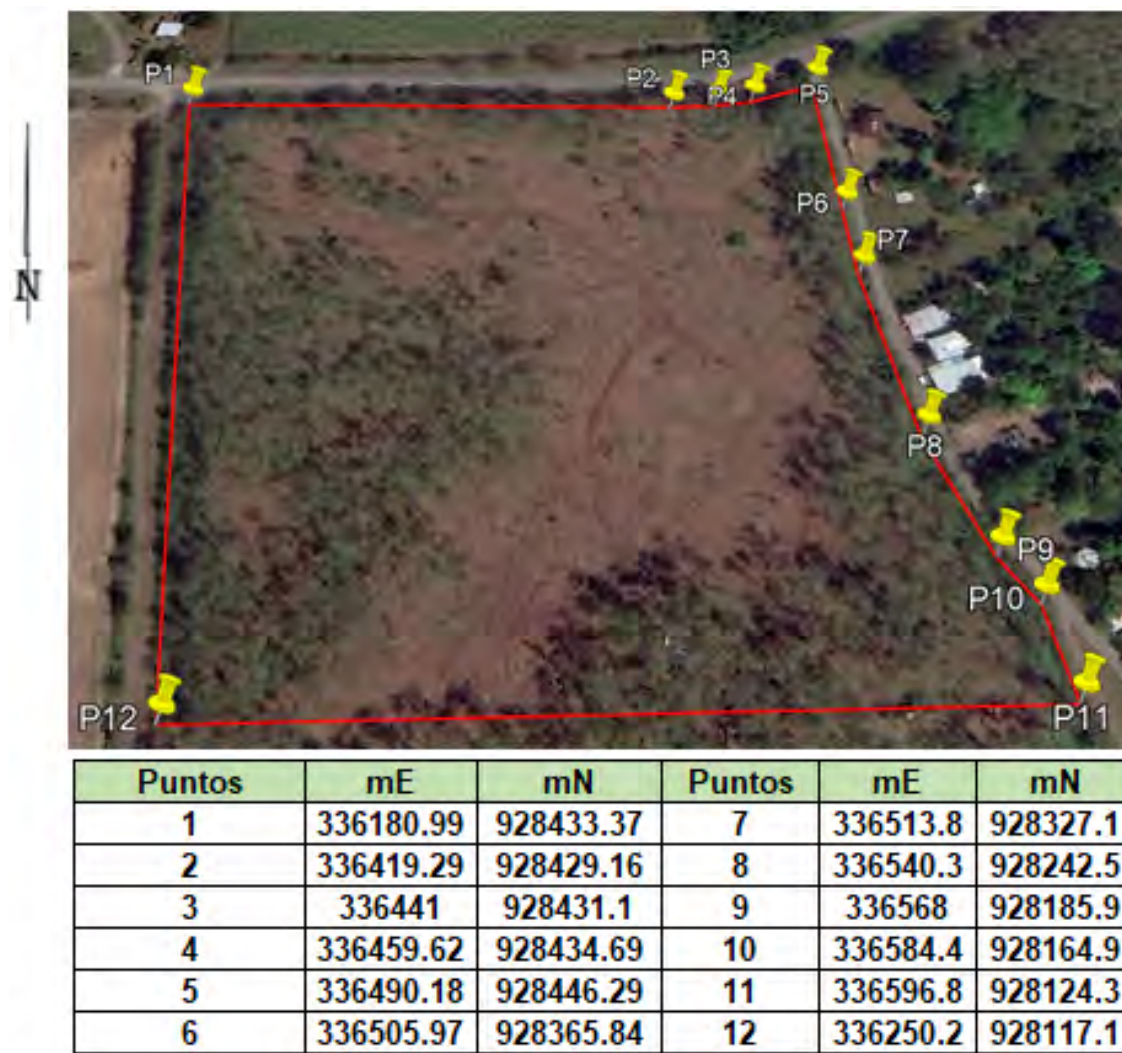 P1
P2
P3
P4
P5
P6
P7
P8
P9
P10
P11
P12
N
Puntos mE mN Puntos mE mN
1 336180.99 928433.37 7 336513.8 928327.1
2 336419.29 928429.16 8 336540.3 928242.5
3 336441 928431.1 9 336568 928185.9
4 336459.62 928434.69 10 336584.4 928164.9
5 336490.18 928446.29 11 336596.8 928124.3
6 336505.97 928365.84 12 336250.2 928117.1